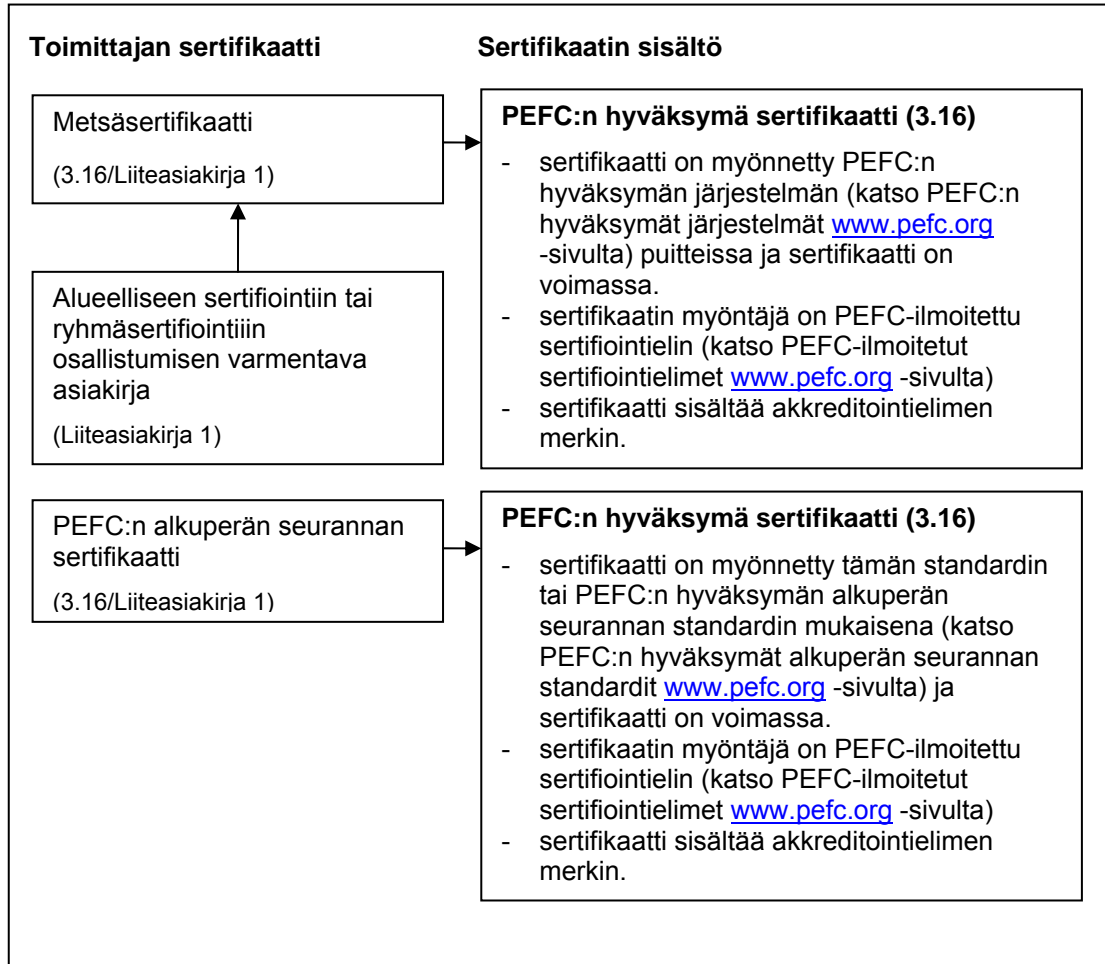 Toimittajan sertifikaatti
Sertifikaatin sisältö
Metsäsertifikaatti
(3.16/Liiteasiakirja 1)
PEFC:n hyväksymä sertifikaatti (3.16)
- sertifikaatti on myönnetty PEFC:n
hyväksymän järjestelmän (katso PEFC:n
hyväksymät järjestelmät www.pefc.org
-sivulta) puitteissa ja sertifikaatti on
voimassa.
- sertifikaatin myöntäjä on PEFC-ilmoitettu
sertifiointielin (katso PEFC-ilmoitetut
sertifiointielimet www.pefc.org -sivulta)
- sertifikaatti sisältää akkreditointielimen
merkin.
Alueelliseen sertifiointiin tai
ryhmäsertifiointiiin
osallistumisen varmentava
asiakirja
(Liiteasiakirja 1)
PEFC:n alkuperän seurannan
sertifikaatti
(3.16/Liiteasiakirja 1)
PEFC:n hyväksymä sertifikaatti (3.16)
- sertifikaatti on myönnetty tämän standardin
tai PEFC:n hyväksymän alkuperän
seurannan standardin mukaisena (katso
PEFC:n hyväksymät alkuperän seurannan
standardit www.pefc.org -sivulta) ja
sertifikaatti on voimassa.
- sertifikaatin myöntäjä on PEFC-ilmoitettu
sertifiointielin (katso PEFC-ilmoitetut
sertifiointielimet www.pefc.org -sivulta)
- sertifikaatti sisältää akkreditointielimen
merkin.